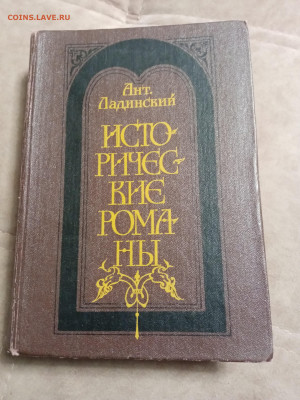 COINS.LAVE.RU
Ант.
Ладинский
ИСТО-
РИЧЕС-
КИЕ
РОМА
НЫ